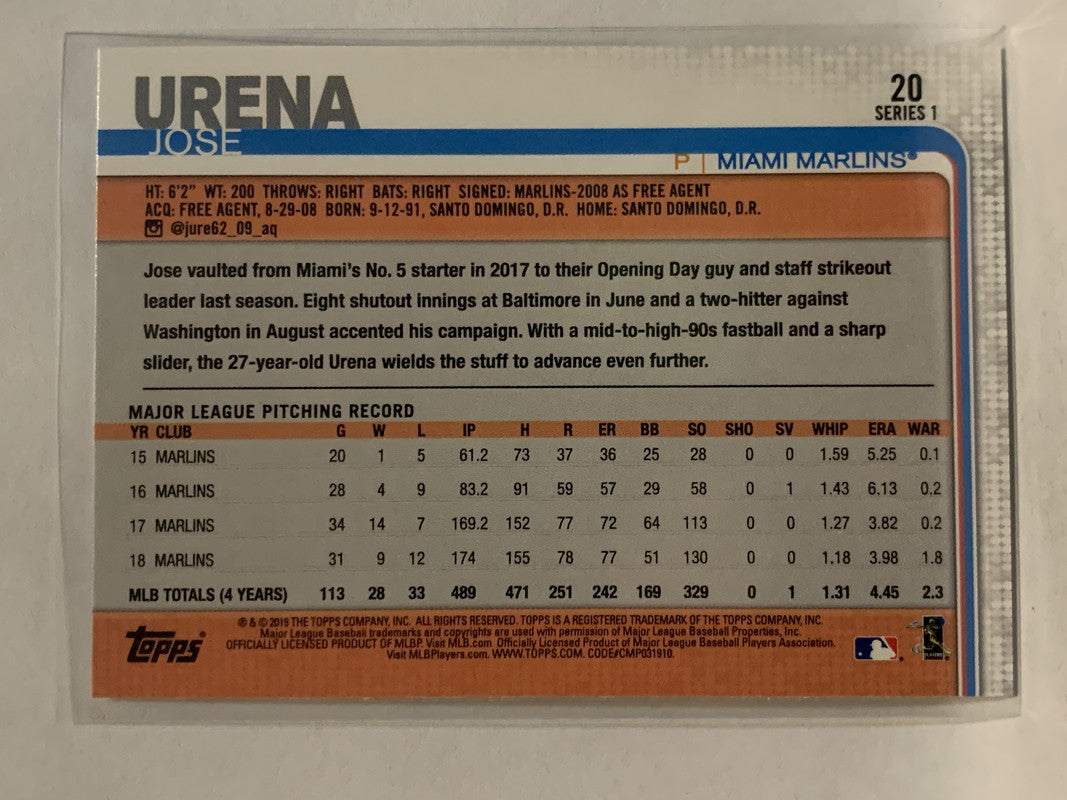 URENA
JOSE
20
SERIES 1
P | MIAMI MARLINS®
HT: 6'2" WT: 200 THROWS: RIGHT BATS: RIGHT SIGNED: MARLINS-2008 AS FREE AGENT
ACQ: FREE AGENT, 8-29-08 BORN: 9-12-91, SANTO DOMINGO, D.R. HOME: SANTO DOMINGO, D.R.
@jure62_09_aq
Jose vaulted from Miami's No. 5 starter in 2017 to their Opening Day guy and staff strikeout
leader last season. Eight shutout innings at Baltimore in June and a two-hitter against
Washington in August accented his campaign. With a mid-to-high-90s fastball and a sharp
slider, the 27-year-old Urena wields the stuff to advance even further.
MAJOR LEAGUE PITCHING RECORD
YR CLUB G W L IP H R ER BB SO SHO SV WHIP ERA WAR
15 MARLINS 20 1 5 61.2 73 37 36 25 28 0 0 1.59 5.25 0.1
16 MARLINS 28 4 9 83.2 91 59 57 29 58 0 1 1.43 6.13 0.2
17 MARLINS 34 14 7 169.2 152 77 72 64 113 0 0 1.27 3.82 0.2
18 MARLINS 31 9 12 174 155 78 77 51 130 0 0 1.18 3.98 1.8
MLB TOTALS (4 YEARS) 113 28 33 489 471 251 242 169 329 0 1 1.31 4.45 2.3
Topps®
® & © 2019 THE TOPPS COMPANY, INC. ALL RIGHTS RESERVED. TOPPS IS A REGISTERED TRADEMARK OF THE TOPPS COMPANY, INC.
Major League Baseball trademarks and copyrights are used with permission of Major League Baseball Properties, Inc.
OFFICIALLY LICENSED PRODUCT OF MLBP. Visit MLB.com Officially Licensed Product of Major League Baseball Players Association.
Visit MLBPlayers.com. WWW.TOPPS.COM. CODE#CMP031910.
PLAYERS